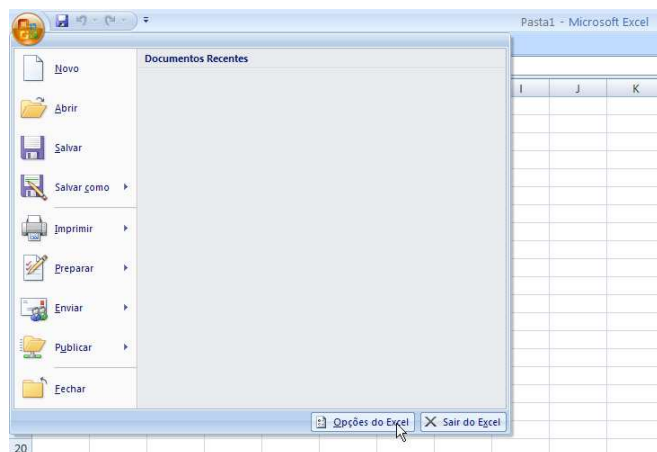 Pasta1 - Microsoft Excel
Documentos Recentes
Novo
Abrir
Salvar
Salvar como
Imprimir
Preparar
Enviar
Publicar
Fechar
I J K
Opções do Excel Sair do Excel
20